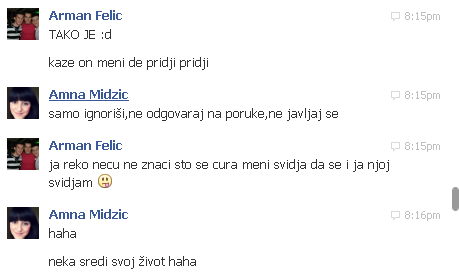 Arman Felic 8:15pm
TAKO JE :d
kaze on meni de pridji pridji
Amna Midzic 8:15pm
samo ignoriši,ne odgovaraj na poruke,ne javljaj se
Arman Felic 8:15pm
ja reko necu ne znaci sto se cura meni svidja da se i ja njoj
svidjam
Amna Midzic 8:16pm
haha
neka sredi svoj život haha